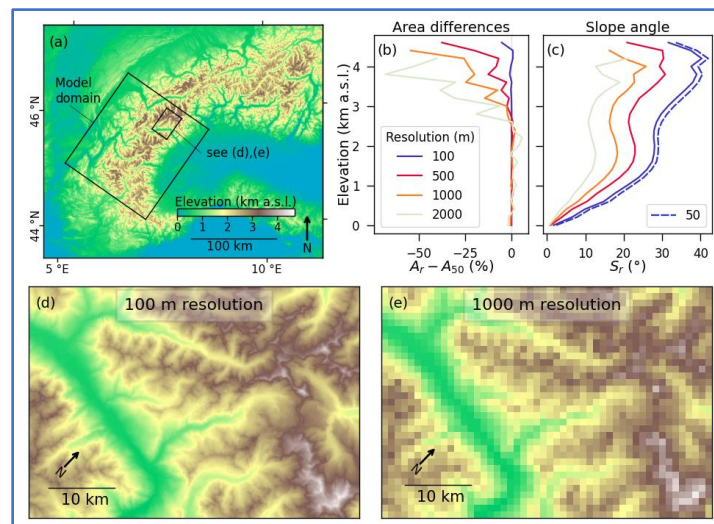 (a)
Model
domain
see (d),(e)
Elevation (km a.s.l.)
0 1 2 3 4
100 km
N
46 °N
44 °N
5 °E
10 °E
Area differences
(b)
Elevation (km a.s.l.)
4
3
2
1
0
Resolution (m)
100
500
1000
2000
−50 −25 0
A_r − A_50 (%)
Slope angle
(c)
50
0 10 20 30 40
S_r (°)
(d)
100 m resolution
N
10 km
(e)
1000 m resolution
N
10 km